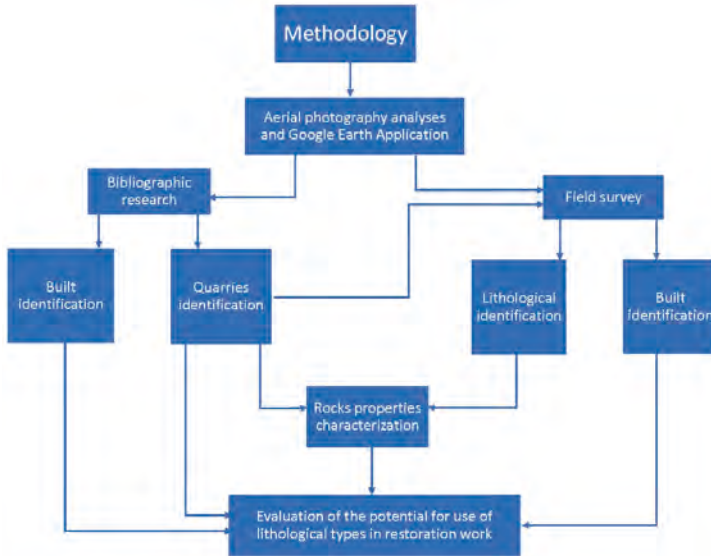 Methodology
Aerial photography analyses
and Google Earth Application
Bibliographic
research
Field survey
Built
identification
Quarries
identification
Lithological
identification
Built
identification
Rocks properties
characterization
Evaluation of the potential for use of
lithological types in restoration work